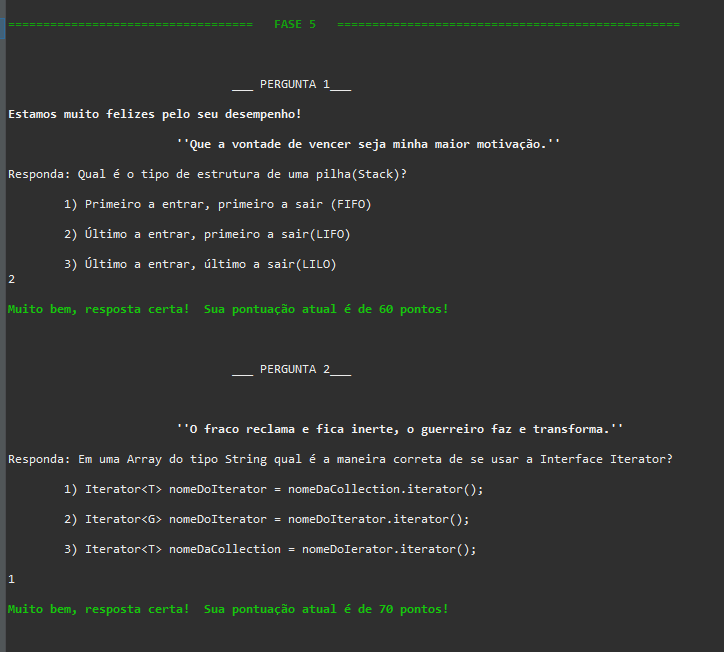 ================================== FASE 5 ================================================
___ PERGUNTA 1___
Estamos muito felizes pelo seu desempenho!
''Que a vontade de vencer seja minha maior motivação.''
Responda: Qual é o tipo de estrutura de uma pilha(Stack)?
1) Primeiro a entrar, primeiro a sair (FIFO)
2) Último a entrar, primeiro a sair(LIFO)
3) Último a entrar, último a sair(LILO)
2
Muito bem, resposta certa! Sua pontuação atual é de 60 pontos!
___ PERGUNTA 2___
''O fraco reclama e fica inerte, o guerreiro faz e transforma.''
Responda: Em uma Array do tipo String qual é a maneira correta de se usar a Interface Iterator?
1) Iterator<T> nomeDoIterator = nomeDaCollection.iterator();
2) Iterator<G> nomeDoIterator = nomeDoIterator.iterator();
3) Iterator<T> nomeDaCollection = nomeDoIerator.iterator();
1
Muito bem, resposta certa! Sua pontuação atual é de 70 pontos!